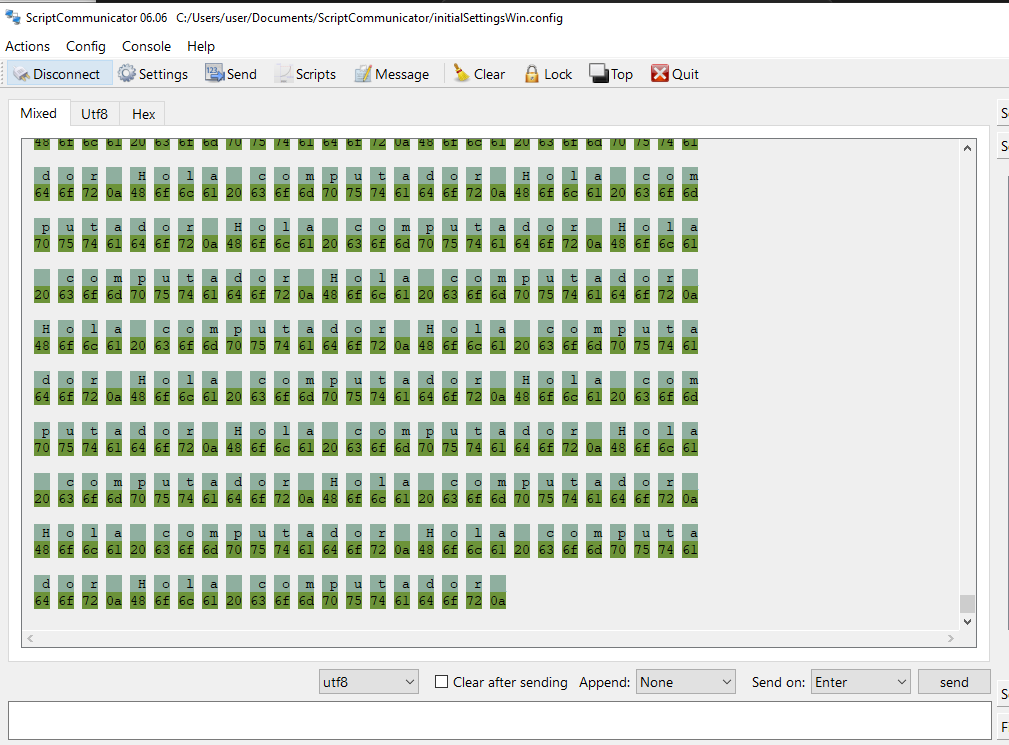 ScriptCommunicator 06.06 C:/Users/user/Documents/ScriptCommunicator/initialSettingsWin.config
Actions Config Console Help
Disconnect Settings Send Scripts Message Clear Lock Top Quit
Mixed Utf8 Hex
48 6f 6c 61 20 63 6f 6d 70 75 74 61 64 6f 72 0a 48 6f 6c 61 20 63 6f 6d 70 75 74 61
d o r H o l a c o m p u t a d o r H o l a c o m
64 6f 72 0a 48 6f 6c 61 20 63 6f 6d 70 75 74 61 64 6f 72 0a 48 6f 6c 61 20 63 6f 6d
p u t a d o r H o l a c o m p u t a d o r H o l a
70 75 74 61 64 6f 72 0a 48 6f 6c 61 20 63 6f 6d 70 75 74 61 64 6f 72 0a 48 6f 6c 61
c o m p u t a d o r H o l a c o m p u t a d o r
20 63 6f 6d 70 75 74 61 64 6f 72 0a 48 6f 6c 61 20 63 6f 6d 70 75 74 61 64 6f 72 0a
H o l a c o m p u t a d o r H o l a c o m p u t a
48 6f 6c 61 20 63 6f 6d 70 75 74 61 64 6f 72 0a 48 6f 6c 61 20 63 6f 6d 70 75 74 61
d o r H o l a c o m p u t a d o r H o l a c o m
64 6f 72 0a 48 6f 6c 61 20 63 6f 6d 70 75 74 61 64 6f 72 0a 48 6f 6c 61 20 63 6f 6d
p u t a d o r H o l a c o m p u t a d o r H o l a
70 75 74 61 64 6f 72 0a 48 6f 6c 61 20 63 6f 6d 70 75 74 61 64 6f 72 0a 48 6f 6c 61
c o m p u t a d o r H o l a c o m p u t a d o r
20 63 6f 6d 70 75 74 61 64 6f 72 0a 48 6f 6c 61 20 63 6f 6d 70 75 74 61 64 6f 72 0a
H o l a c o m p u t a d o r H o l a c o m p u t a
48 6f 6c 61 20 63 6f 6d 70 75 74 61 64 6f 72 0a 48 6f 6c 61 20 63 6f 6d 70 75 74 61
d o r H o l a c o m p u t a d o r
64 6f 72 0a 48 6f 6c 61 20 63 6f 6d 70 75 74 61 64 6f 72 0a
utf8 Clear after sending Append: None Send on: Enter send